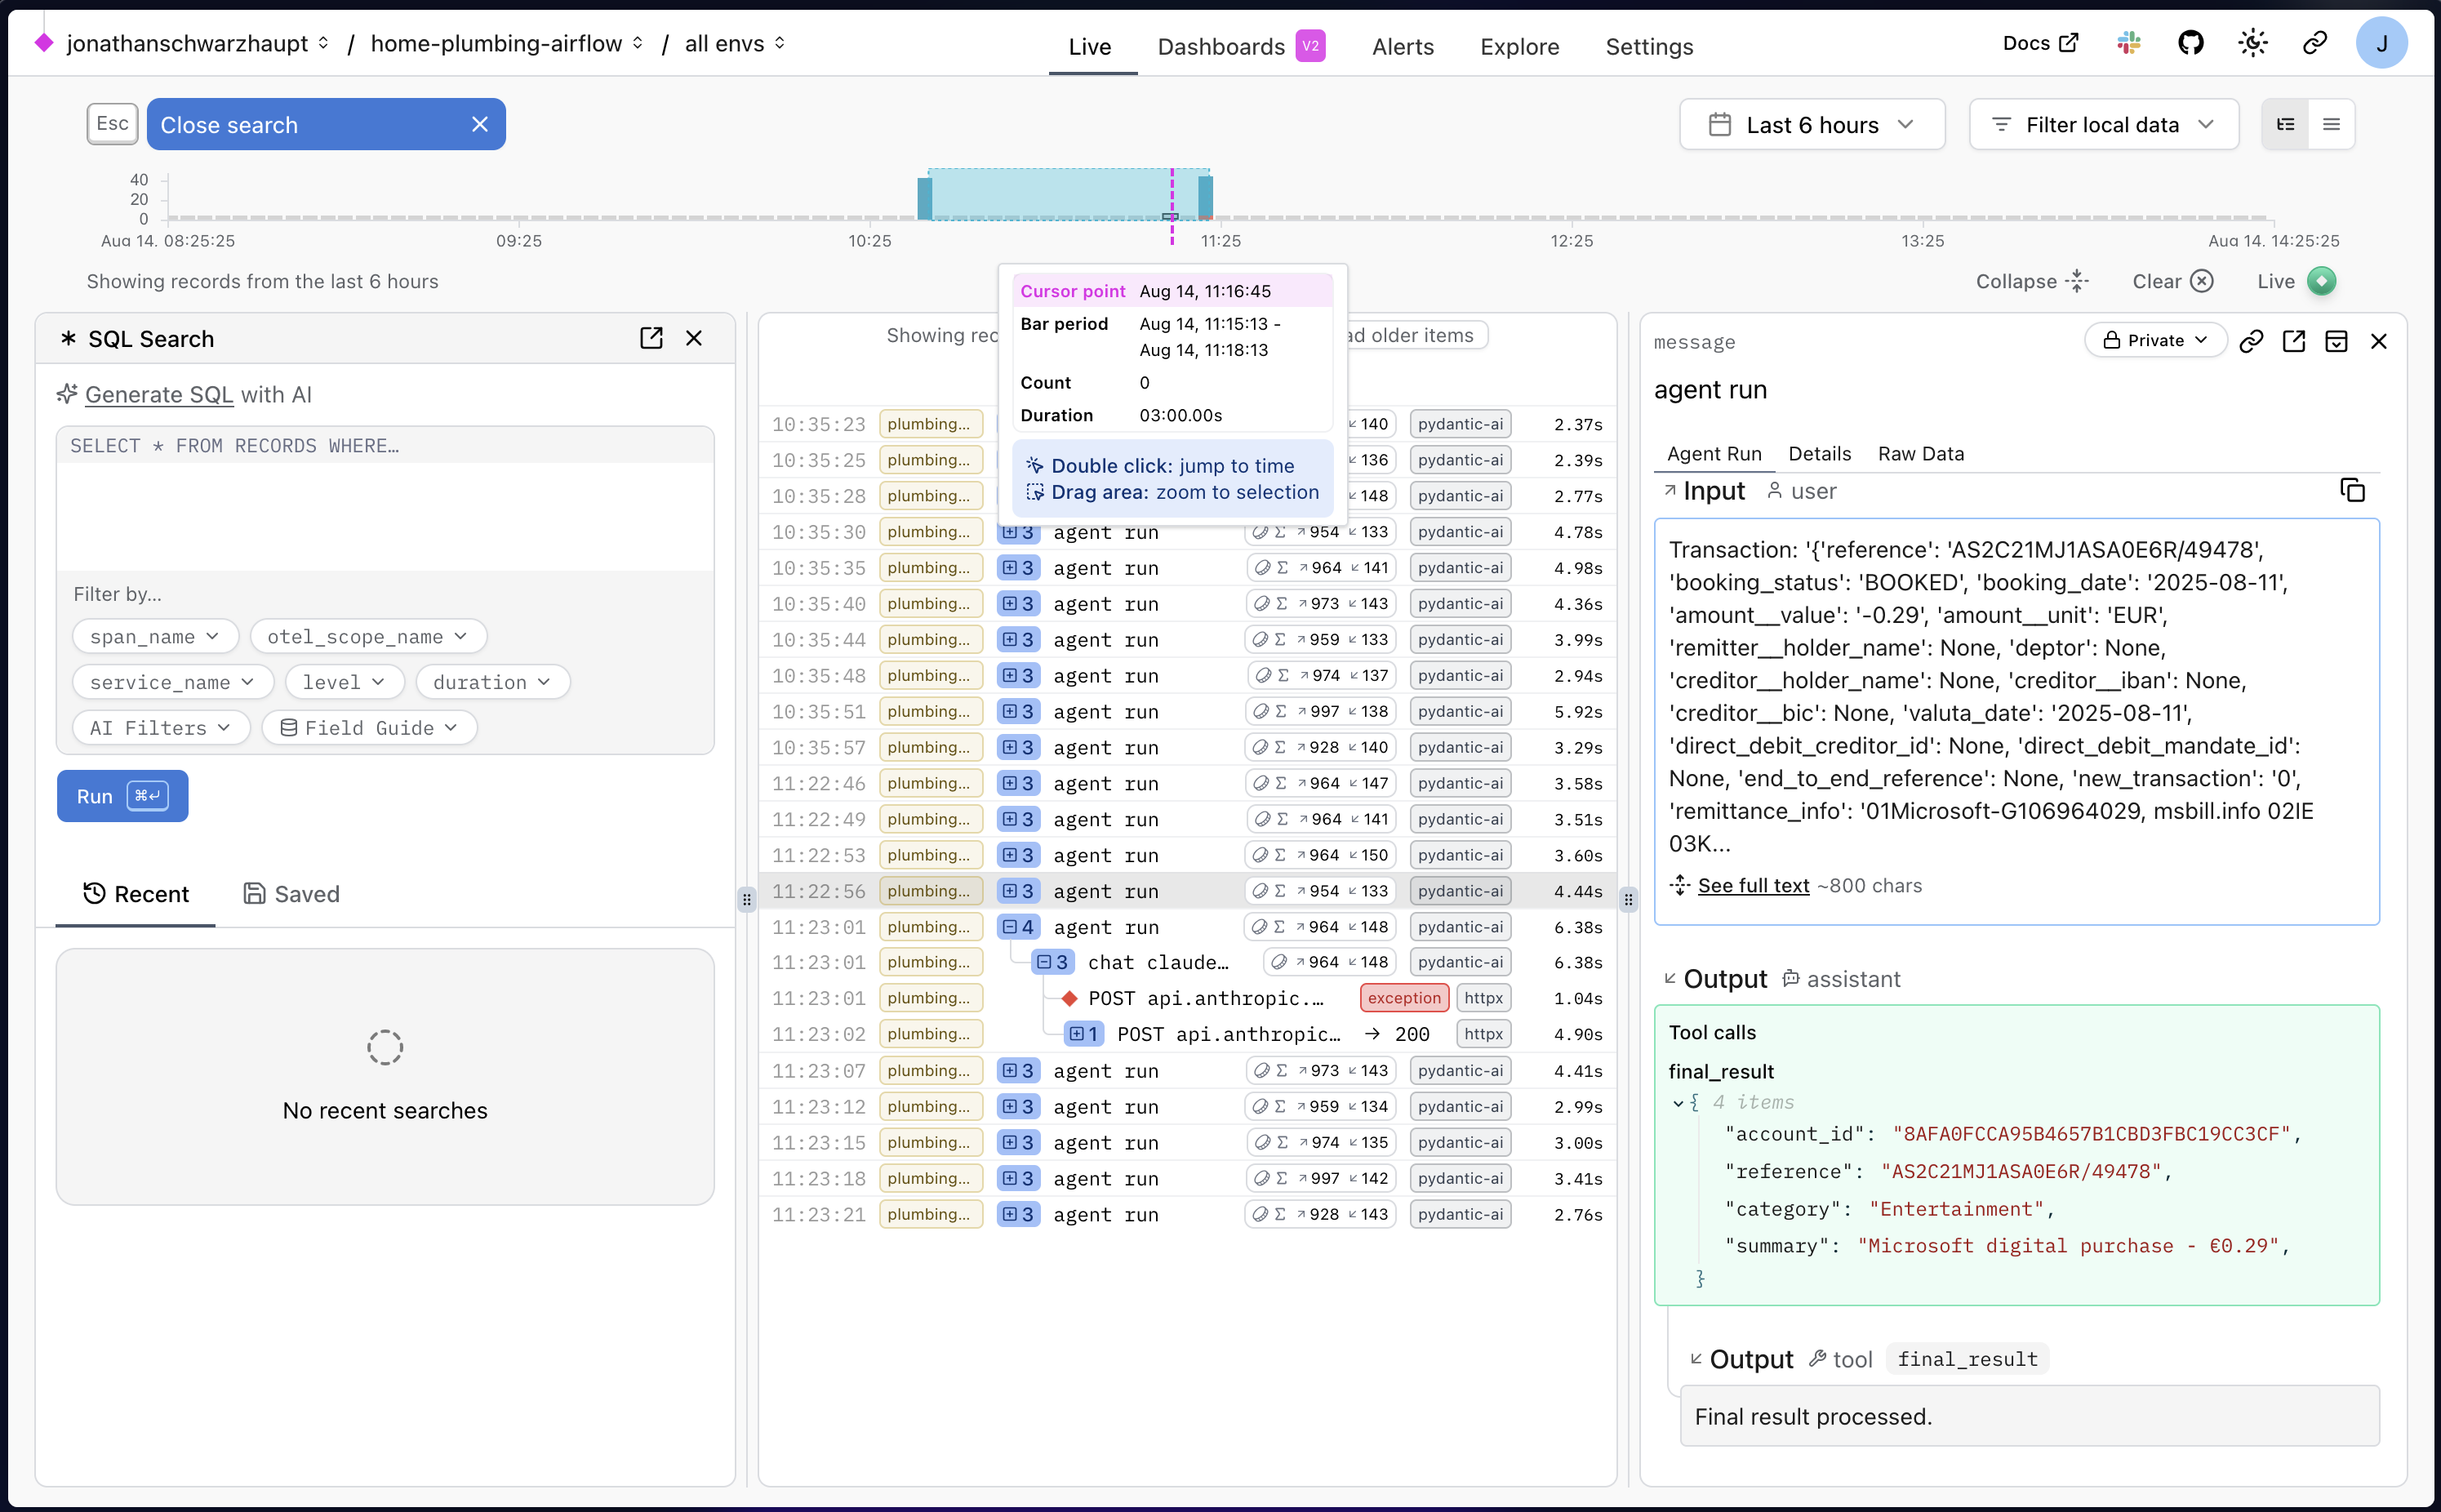 jonathanschwarzhaupt / home-plumbing-airflow / all envs
Live
Dashboards V2
Alerts
Explore
Settings
Docs
J
Esc
Close search
Last 6 hours
Filter local data
40
20
0
Aug 14, 08:25:25
09:25
10:25
11:25
12:25
13:25
Aug 14, 14:25:25
Showing records from the last 6 hours
Collapse
Clear
Live
Cursor point Aug 14, 11:16:45
Bar period Aug 14, 11:15:13 -
Aug 14, 11:18:13
Count 0
Duration 03:00.00s
Double click: jump to time
Drag area: zoom to selection
SQL Search
Generate SQL with AI
SELECT * FROM RECORDS WHERE…
Filter by...
span_name
otel_scope_name
service_name
level
duration
AI Filters
Field Guide
Run ⌘↵
Recent
Saved
No recent searches
Showing rec
ad older items
10:35:23 plumbing... 140 pydantic-ai 2.37s
10:35:25 plumbing... 136 pydantic-ai 2.39s
10:35:28 plumbing... 148 pydantic-ai 2.77s
10:35:30 plumbing... 3 agent run Σ 954 133 pydantic-ai 4.78s
10:35:35 plumbing... 3 agent run Σ 964 141 pydantic-ai 4.98s
10:35:40 plumbing... 3 agent run Σ 973 143 pydantic-ai 4.36s
10:35:44 plumbing... 3 agent run Σ 959 133 pydantic-ai 3.99s
10:35:48 plumbing... 3 agent run Σ 974 137 pydantic-ai 2.94s
10:35:51 plumbing... 3 agent run Σ 997 138 pydantic-ai 5.92s
10:35:57 plumbing... 3 agent run Σ 928 140 pydantic-ai 3.29s
11:22:46 plumbing... 3 agent run Σ 964 147 pydantic-ai 3.58s
11:22:49 plumbing... 3 agent run Σ 964 141 pydantic-ai 3.51s
11:22:53 plumbing... 3 agent run Σ 964 150 pydantic-ai 3.60s
11:22:56 plumbing... 3 agent run Σ 954 133 pydantic-ai 4.44s
11:23:01 plumbing... 4 agent run Σ 964 148 pydantic-ai 6.38s
11:23:01 plumbing... 3 chat claude… 964 148 pydantic-ai 6.38s
11:23:01 plumbing... POST api.anthropic.… exception httpx 1.04s
11:23:02 plumbing... 1 POST api.anthropic… → 200 httpx 4.90s
11:23:07 plumbing... 3 agent run Σ 973 143 pydantic-ai 4.41s
11:23:12 plumbing... 3 agent run Σ 959 134 pydantic-ai 2.99s
11:23:15 plumbing... 3 agent run Σ 974 135 pydantic-ai 3.00s
11:23:18 plumbing... 3 agent run Σ 997 142 pydantic-ai 3.41s
11:23:21 plumbing... 3 agent run Σ 928 143 pydantic-ai 2.76s
message
Private
agent run
Agent Run
Details
Raw Data
Input user
Transaction: '{'reference': 'AS2C21MJ1ASA0E6R/49478',
'booking_status': 'BOOKED', 'booking_date': '2025-08-11',
'amount__value': '-0.29', 'amount__unit': 'EUR',
'remitter__holder_name': None, 'deptor': None,
'creditor__holder_name': None, 'creditor__iban': None,
'creditor__bic': None, 'valuta_date': '2025-08-11',
'direct_debit_creditor_id': None, 'direct_debit_mandate_id':
None, 'end_to_end_reference': None, 'new_transaction': '0',
'remittance_info': '01Microsoft-G106964029, msbill.info 02IE
03K...
See full text ~800 chars
Output assistant
Tool calls
final_result
{ 4 items
"account_id": "8AFA0FCCA95B4657B1CBD3FBC19CC3CF",
"reference": "AS2C21MJ1ASA0E6R/49478",
"category": "Entertainment",
"summary": "Microsoft digital purchase - €0.29",
}
Output tool final_result
Final result processed.